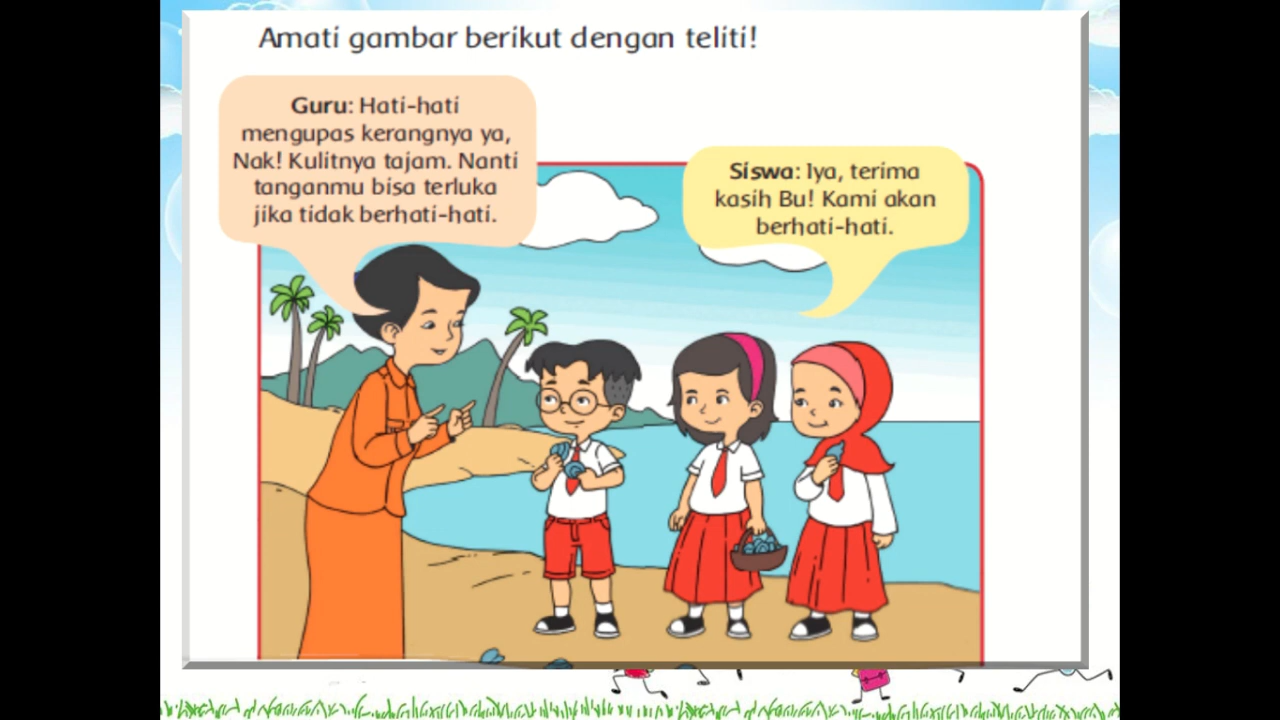 Amati gambar berikut dengan teliti!
Guru: Hati-hati
mengupas kerangnya ya,
Nak! Kulitnya tajam. Nanti
tanganmu bisa terluka
jika tidak berhati-hati.
Siswa: Iya, terima
kasih Bu! Kami akan
berhati-hati.